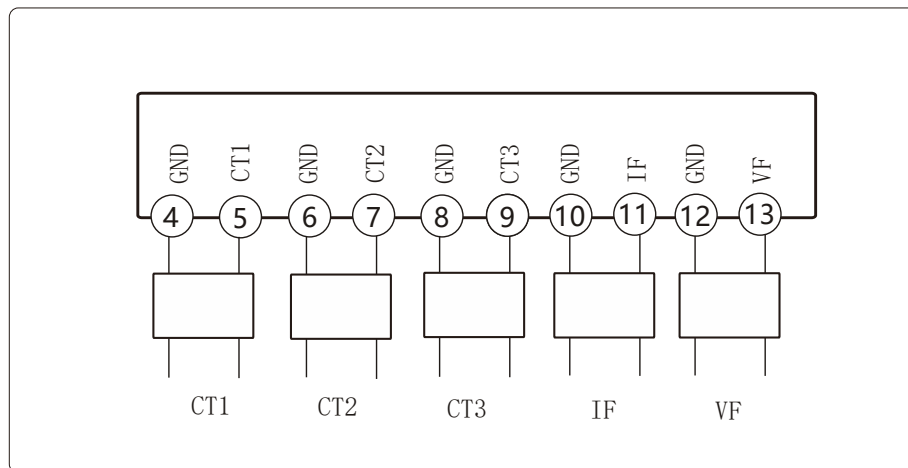 GND CT1 GND CT2 GND CT3 GND IF GND VF
4 5 6 7 8 9 10 11 12 13
CT1 CT2 CT3 IF VF